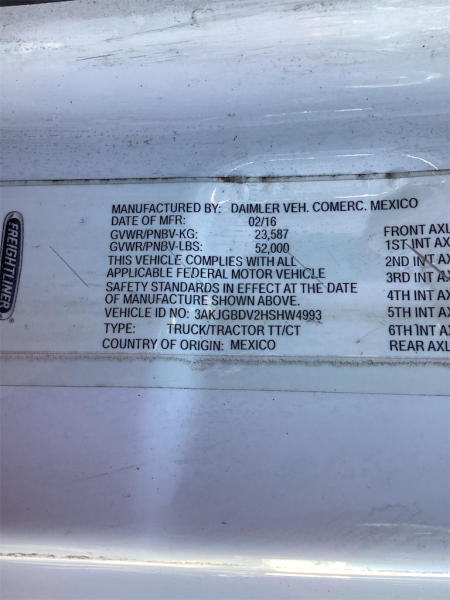 FREIGHTLINER
MANUFACTURED BY: DAIMLER VEH. COMERC. MEXICO
DATE OF MFR: 02/16
GVWR/PNBV-KG: 23,587
GVWR/PNBV-LBS: 52,000
THIS VEHICLE COMPLIES WITH ALL
APPLICABLE FEDERAL MOTOR VEHICLE
SAFETY STANDARDS IN EFFECT AT THE DATE
OF MANUFACTURE SHOWN ABOVE.
VEHICLE ID NO: 3AKJGBDV2HSHW4993
TYPE: TRUCK/TRACTOR TT/CT
COUNTRY OF ORIGIN: MEXICO
FRONT AXL
1ST INT AX
2ND INT AX
3RD INT AX
4TH INT A
5TH INT A
6TH INT A
REAR AXL